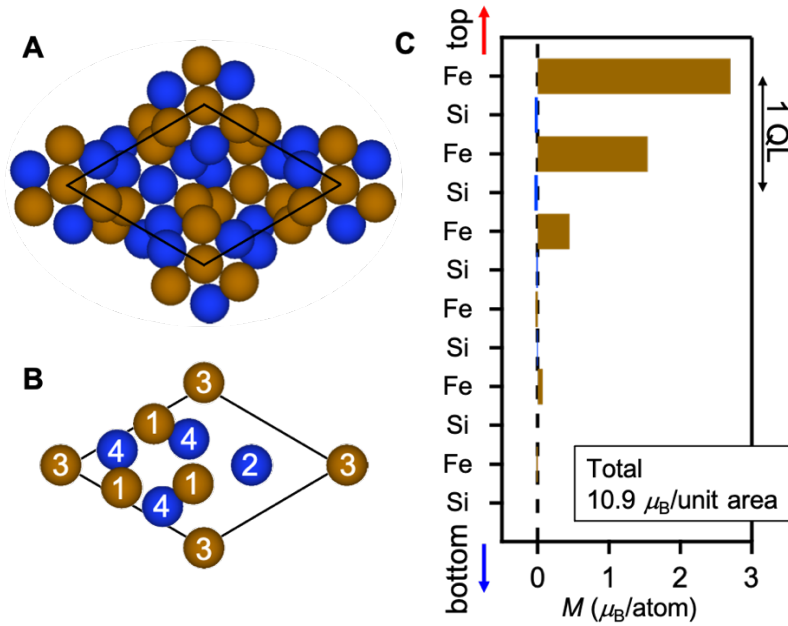 A
B
3
1
4
4
2
3
3
1
1
4
3
C
top
Fe
Si
Fe
Si
Fe
Si
Fe
Si
Fe
Si
Fe
Si
bottom
1 QL
Total
10.9 μB/unit area
0
1
2
3
M (μB/atom)